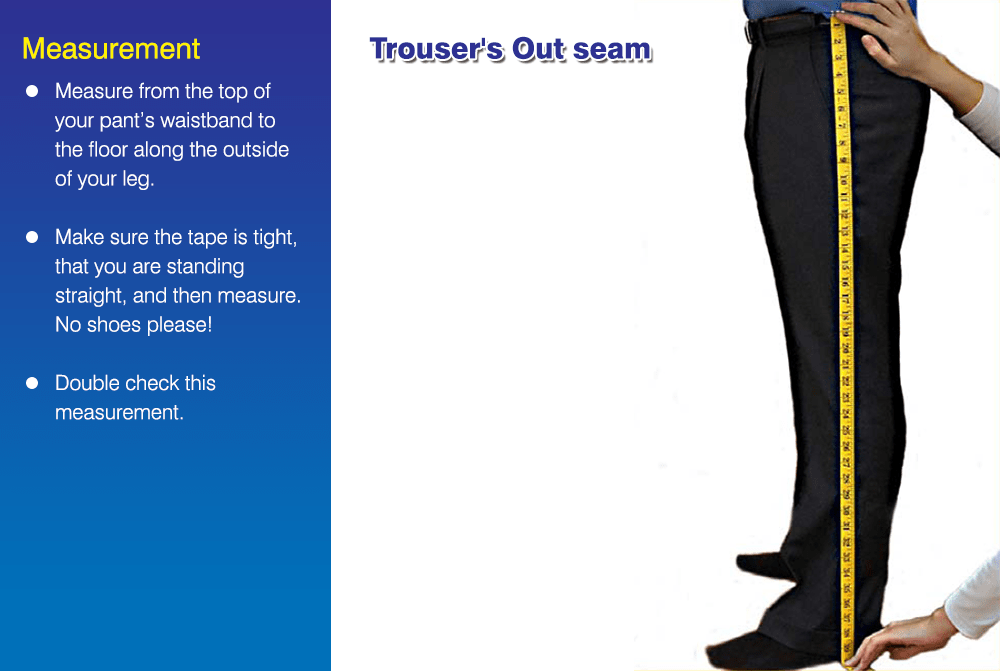 Measurement
Trouser's Out seam
Measure from the top of
your pant's waistband to
the floor along the outside
of your leg.
Make sure the tape is tight,
that you are standing
straight, and then measure.
No shoes please!
Double check this
measurement.